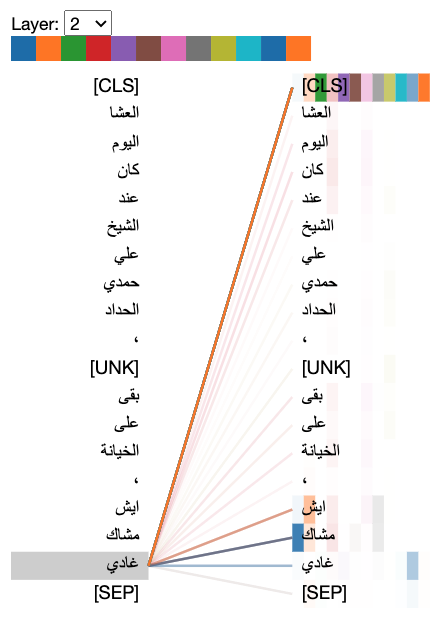 Layer: 2
[CLS] [CLS]
العشا العشا
اليوم اليوم
كان كان
عند عند
الشيخ الشيخ
علي علي
حمدي حمدي
الحداد الحداد
، ،
[UNK] [UNK]
بقى بقى
على على
الخيانة الخيانة
، ،
ايش ايش
مشاك مشاك
غادي غادي
[SEP] [SEP]